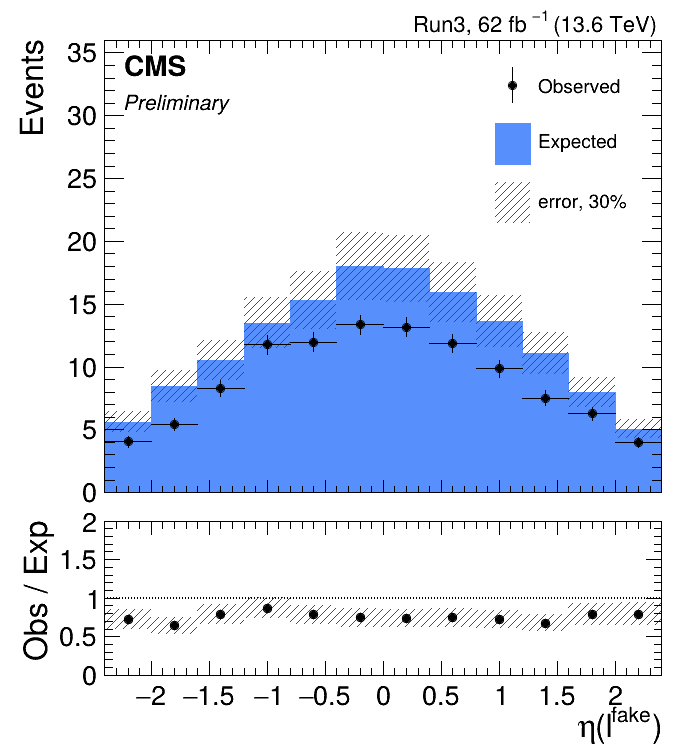 Run3, 62 fb⁻¹ (13.6 TeV)
CMS
Preliminary
Events
35
30
25
20
15
10
5
0
Observed
Expected
error, 30%
Obs / Exp
2
1.5
1
0.5
0
−2 −1.5 −1 −0.5 0 0.5 1 1.5 2
η(l^fake)